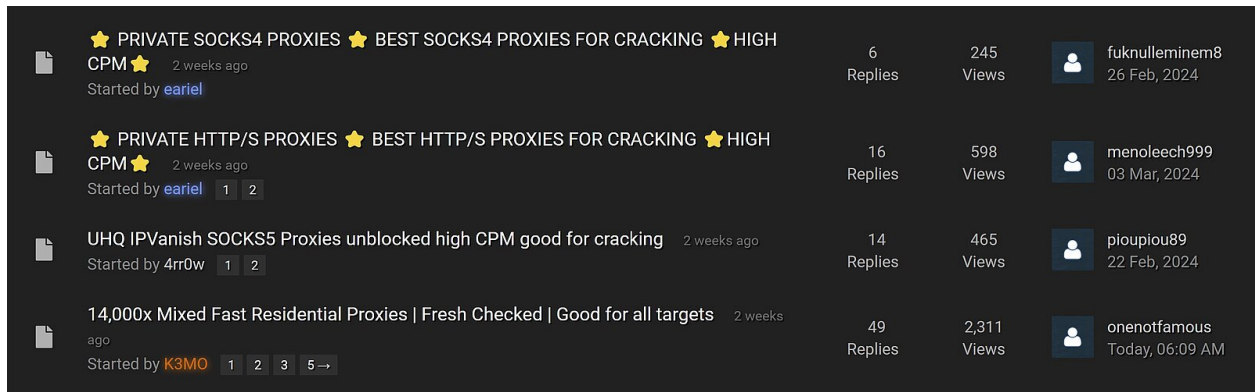 ⭐ PRIVATE SOCKS4 PROXIES ⭐ BEST SOCKS4 PROXIES FOR CRACKING ⭐HIGH
CPM⭐ 2 weeks ago
Started by eariel
6
Replies
245
Views
fuknulleminem8
26 Feb, 2024
⭐ PRIVATE HTTP/S PROXIES ⭐ BEST HTTP/S PROXIES FOR CRACKING ⭐HIGH
CPM⭐ 2 weeks ago
Started by eariel 1 2
16
Replies
598
Views
menoleech999
03 Mar, 2024
UHQ IPVanish SOCKS5 Proxies unblocked high CPM good for cracking 2 weeks ago
Started by 4rr0w 1 2
14
Replies
465
Views
pioupiou89
22 Feb, 2024
14,000x Mixed Fast Residential Proxies | Fresh Checked | Good for all targets 2 weeks
ago
Started by K3MO 1 2 3 5→
49
Replies
2,311
Views
onenotfamous
Today, 06:09 AM